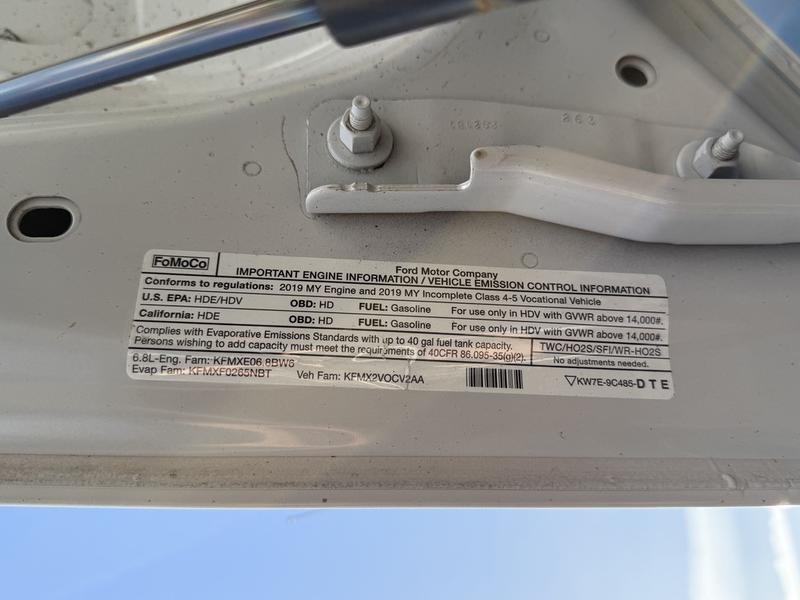 263
FoMoCo
Ford Motor Company
IMPORTANT ENGINE INFORMATION / VEHICLE EMISSION CONTROL INFORMATION
Conforms to regulations: 2019 MY Engine and 2019 MY Incomplete Class 4-5 Vocational Vehicle
U.S. EPA: HDE/HDV OBD: HD FUEL: Gasoline For use only in HDV with GVWR above 14,000#.
California: HDE OBD: HD FUEL: Gasoline For use only in HDV with GVWR above 14,000#.
Complies with Evaporative Emissions Standards with up to 40 gal fuel tank capacity.
Persons wishing to add capacity must meet the requirements of 40CFR 86.095-35(g)(2).
TWC/HO2S/SFI/WR-HO2S
No adjustments needed.
6.8L-Eng. Fam: KFMXE06.8BW6
Evap Fam: KFMXF0265NBT Veh Fam: KFMX2VOCV2AA
KW7E-9C485-DTE